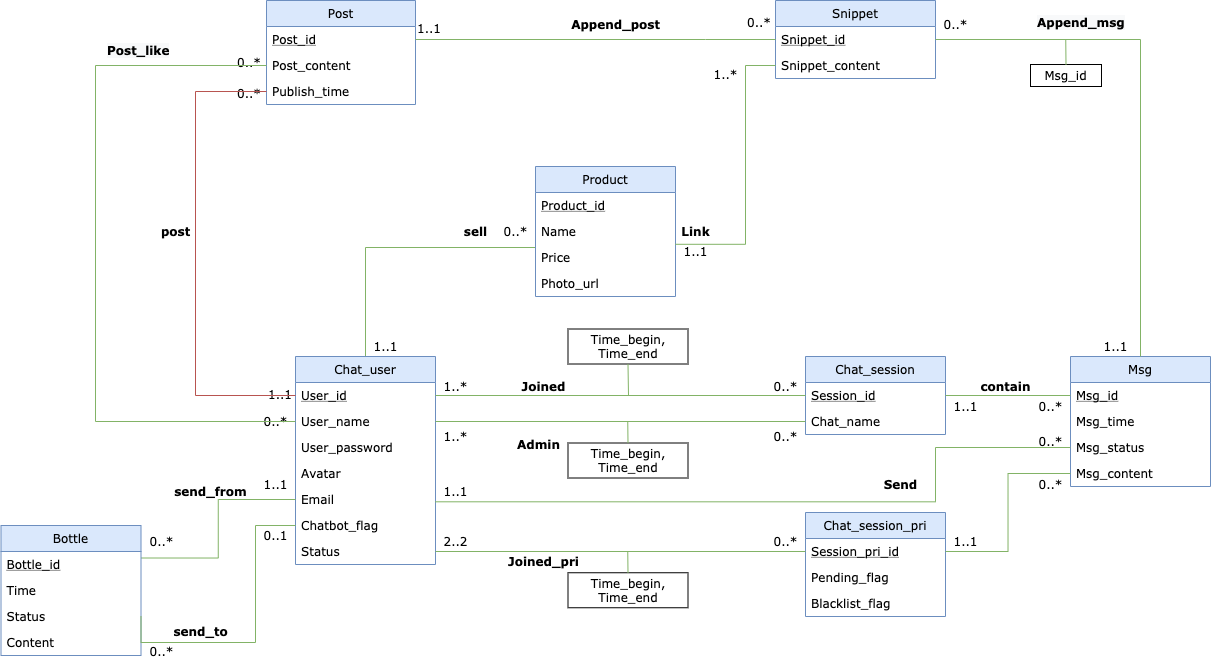 Post
Post_id
Post_content
Publish_time
1..1
Append_post
0..*
Snippet
Snippet_id
Snippet_content
0..*
Append_msg
Msg_id
Post_like
0..*
0..*
1..*
post
Product
Product_id
Name
Price
Photo_url
sell
0..*
Link
1..1
1..1
1..1
Time_begin,
Time_end
Chat_user
User_id
User_name
User_password
Avatar
Email
Chatbot_flag
Status
1..1
0..*
1..*
Joined
0..*
1..*
Admin
0..*
Time_begin,
Time_end
Chat_session
Session_id
Chat_name
contain
1..1
0..*
Msg
Msg_id
Msg_time
Msg_status
Msg_content
0..*
0..*
1..1
Send
send_from
1..1
0..*
0..1
Bottle
Bottle_id
Time
Status
Content
send_to
0..*
2..2
Joined_pri
0..*
Time_begin,
Time_end
Chat_session_pri
Session_pri_id
Pending_flag
Blacklist_flag
1..1